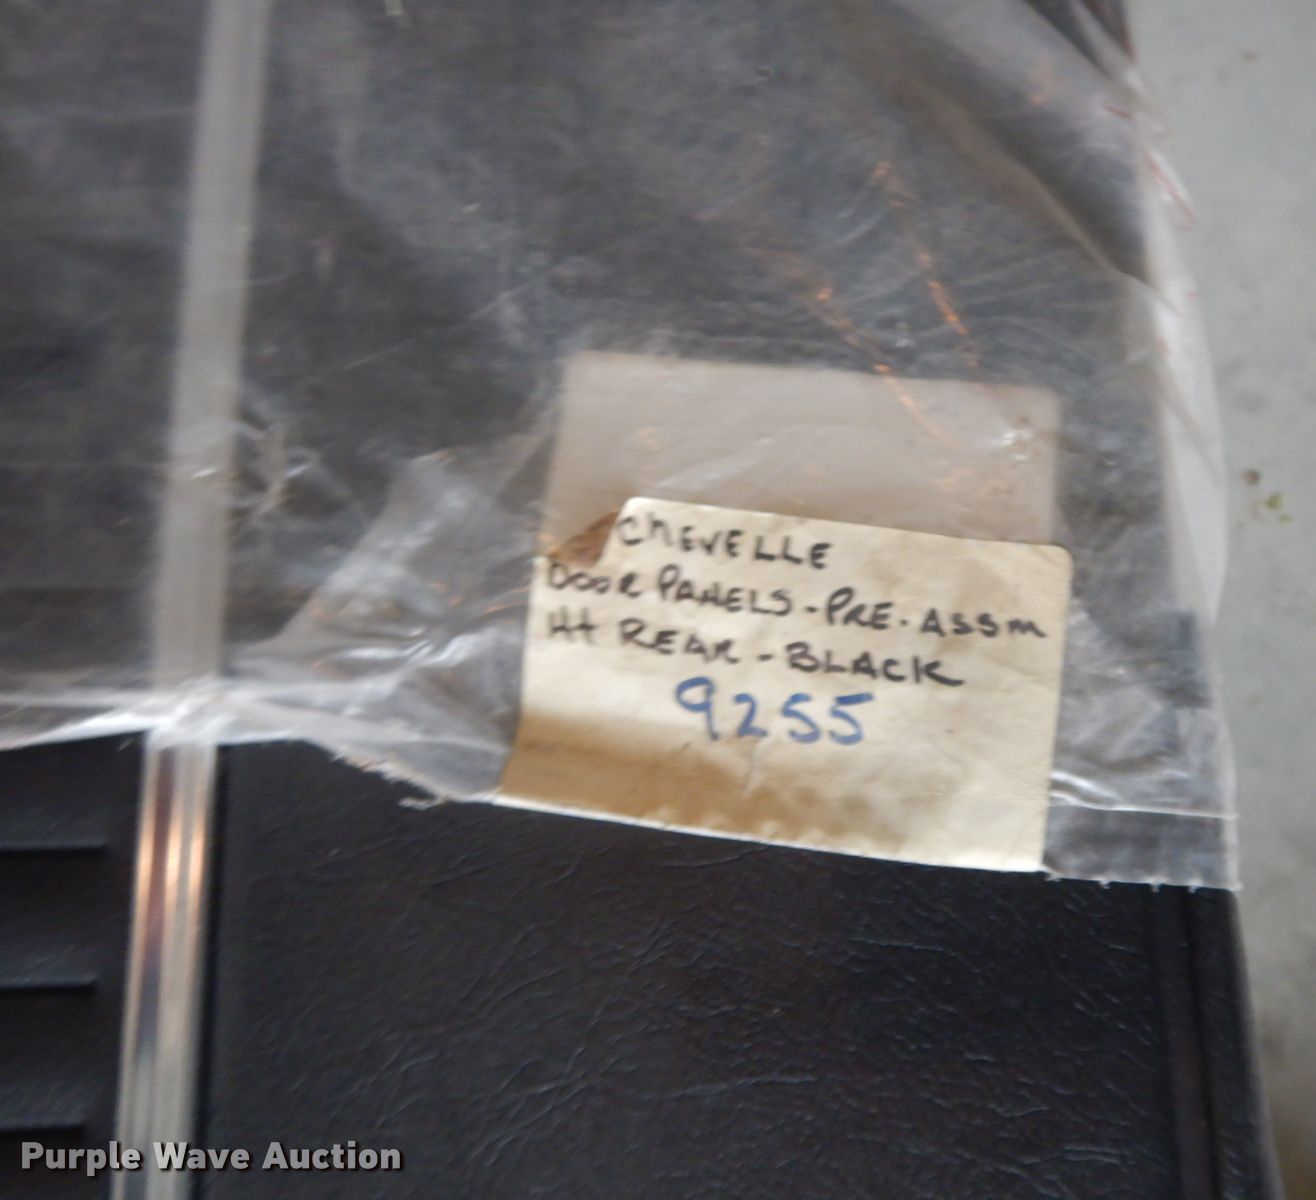 CHEVELLE
DOOR PANELS - PRE. ASSM
Ht REAR - BLACK
9255
Purple Wave Auction